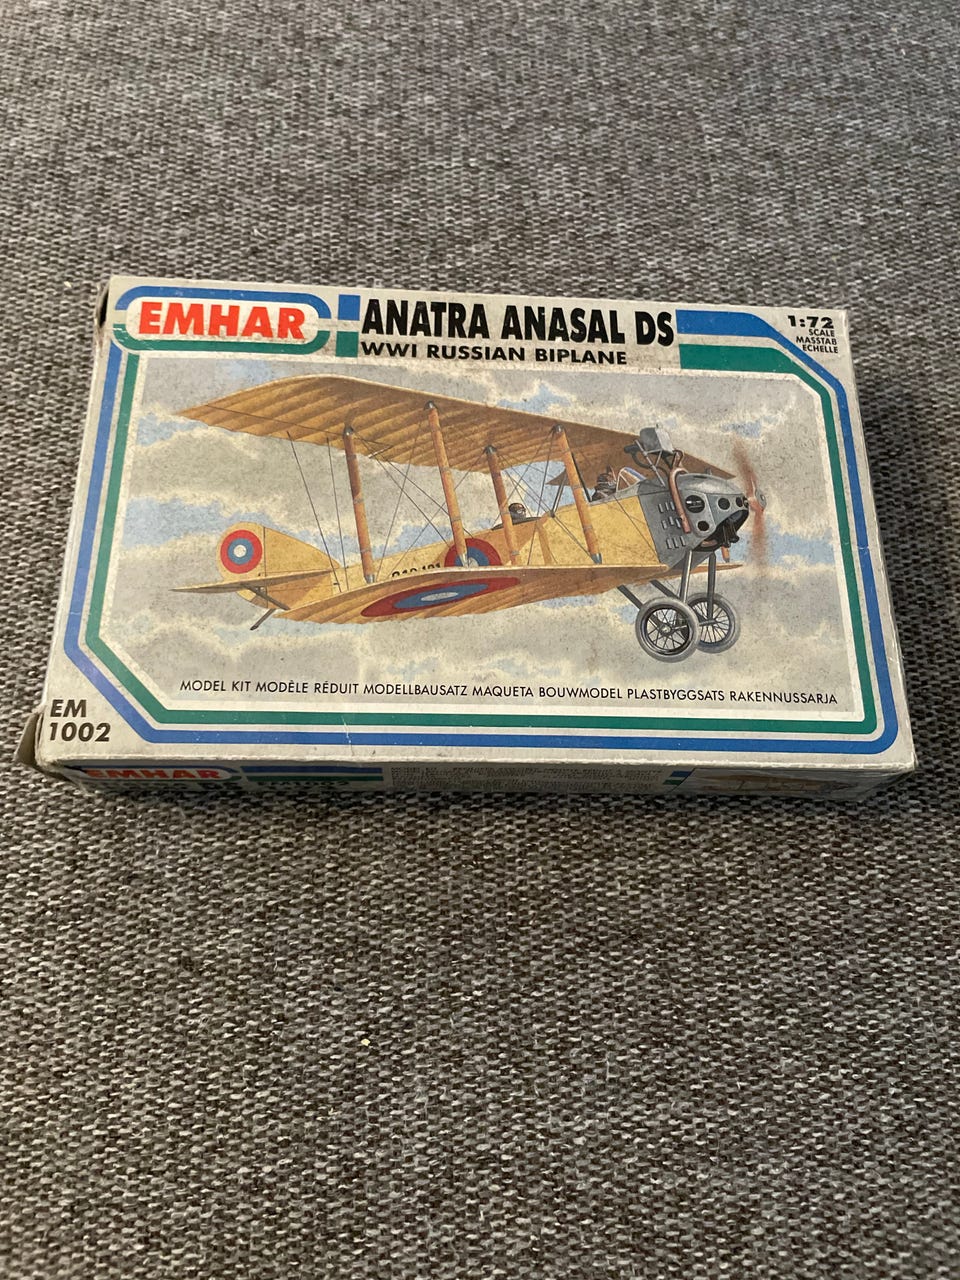 EMHAR
ANATRA ANASAL DS
WWI RUSSIAN BIPLANE
1:72
SCALE
MASSTAB
ECHELLE
MODEL KIT MODÈLE RÉDUIT MODELLBAUSATZ MAQUETA BOUWMODEL PLASTBYGGSATS RAKENNUSSARJA
EM
1002
EMHAR